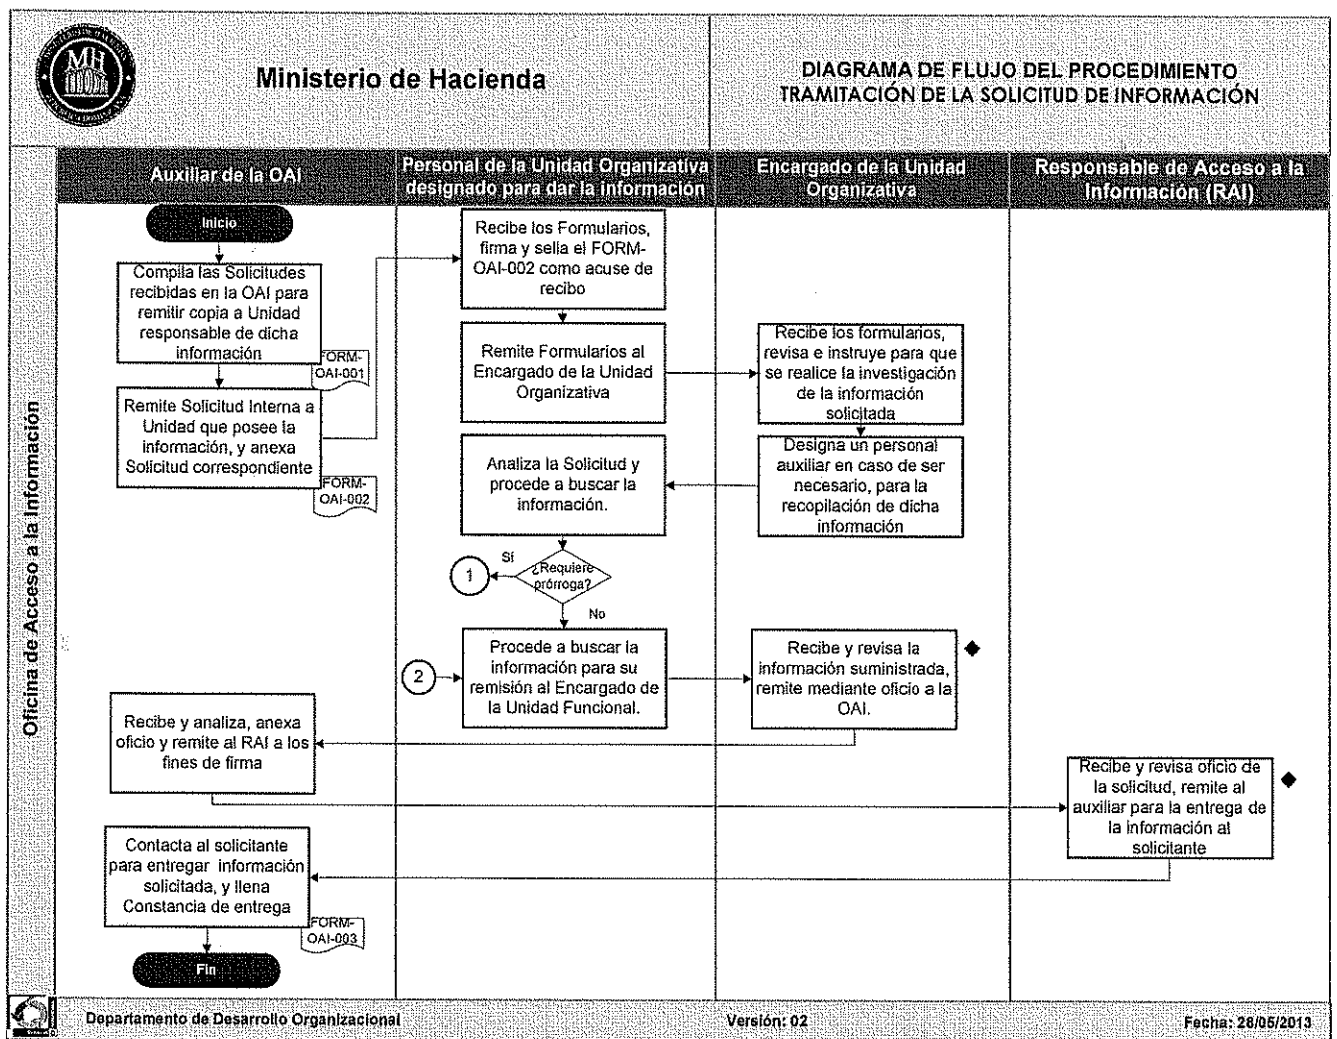 MH
Ministerio de Hacienda
DIAGRAMA DE FLUJO DEL PROCEDIMIENTO
TRAMITACIÓN DE LA SOLICITUD DE INFORMACIÓN
Oficina de Acceso a la Información
Auxiliar de la OAI
Personal de la Unidad Organizativa
designado para dar la información
Encargado de la Unidad
Organizativa
Responsable de Acceso a la
Información (RAI)
Inicio
Compila las Solicitudes
recibidas en la OAI para
remitir copia a Unidad
responsable de dicha
información
FORM-
OAI-001
Remite Solicitud Interna a
Unidad que posee la
información, y anexa
Solicitud correspondiente
FORM-
OAI-002
Recibe los Formularios,
firma y sella el FORM-
OAI-002 como acuse de
recibo
Remite Formularios al
Encargado de la Unidad
Organizativa
Recibe los formularios,
revisa e instruye para que
se realice la investigación
de la información
solicitada
Designa un personal
auxiliar en caso de ser
necesario, para la
recopilación de dicha
información
Analiza la Solicitud y
procede a buscar la
información.
¿Requiere
prórroga?
Sí
1
No
2
Procede a buscar la
información para su
remisión al Encargado de
la Unidad Funcional.
Recibe y revisa la
información suministrada,
remite mediante oficio a la
OAI.
Recibe y analiza, anexa
oficio y remite al RAI a los
fines de firma
Recibe y revisa oficio de
la solicitud, remite al
auxiliar para la entrega de
la información al
solicitante
Contacta al solicitante
para entregar información
solicitada, y llena
Constancia de entrega
FORM-
OAI-003
Fin
Departamento de Desarrollo Organizacional
Versión: 02
Fecha: 28/05/2013